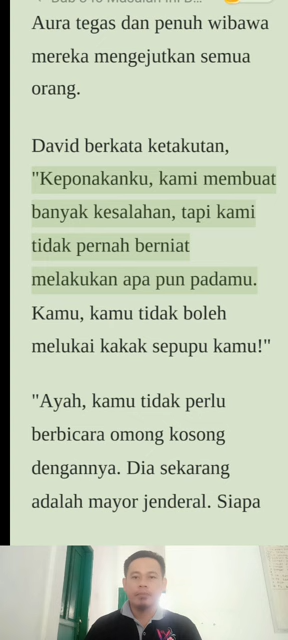 Aura tegas dan penuh wibawa
mereka mengejutkan semua
orang.
David berkata ketakutan,
"Keponakanku, kami membuat
banyak kesalahan, tapi kami
tidak pernah berniat
melakukan apa pun padamu.
Kamu, kamu tidak boleh
melukai kakak sepupu kamu!"
"Ayah, kamu tidak perlu
berbicara omong kosong
dengannya. Dia sekarang
adalah mayor jenderal. Siapa